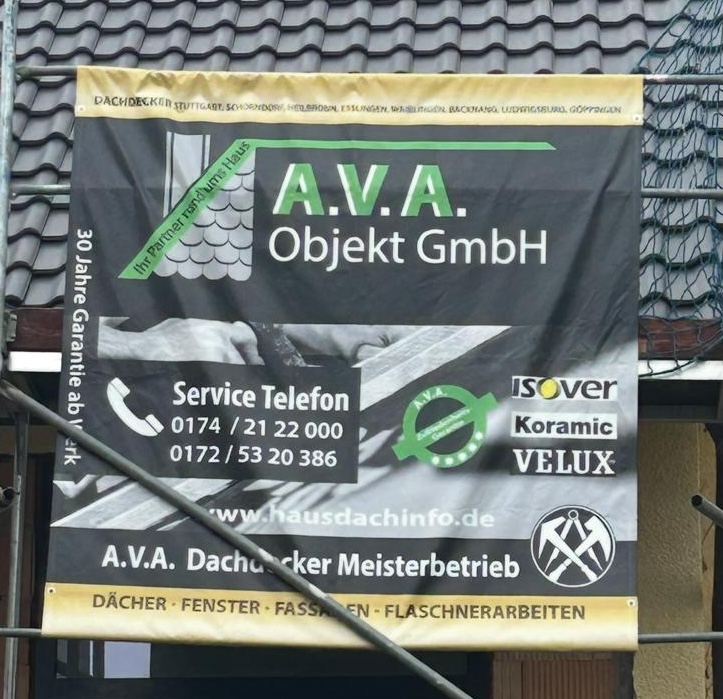 DACHDECKER STUTTGART, SCHORNDORF, HEILBRONN, ESSLINGEN, WAIBLINGEN, BACKNANG, LUDWIGSBURG, GÖPPINGEN
Ihr Partner rund ums Haus
A.V.A.
Objekt GmbH
30 Jahre Garantie ab Werk
Service Telefon
0174 / 21 22 000
0172 / 53 20 386
A.V.A.
Garantie
ISOVER
Koramic
VELUX
www.hausdachinfo.de
A.V.A. Dachdecker Meisterbetrieb
DÄCHER · FENSTER · FASSADEN · FLASCHNERARBEITEN